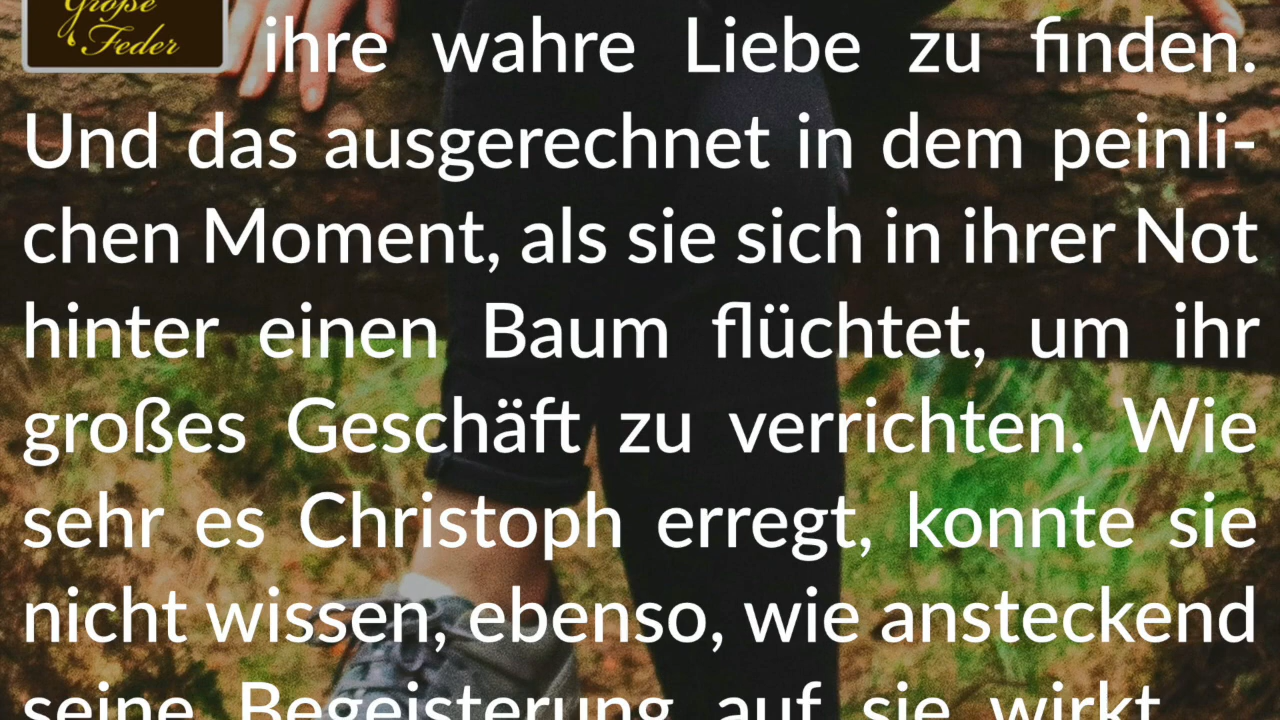 Große
Feder
ihre wahre Liebe zu finden.
Und das ausgerechnet in dem peinli-
chen Moment, als sie sich in ihrer Not
hinter einen Baum flüchtet, um ihr
großes Geschäft zu verrichten. Wie
sehr es Christoph erregt, konnte sie
nicht wissen, ebenso, wie ansteckend
seine Begeisterung auf sie wirkt